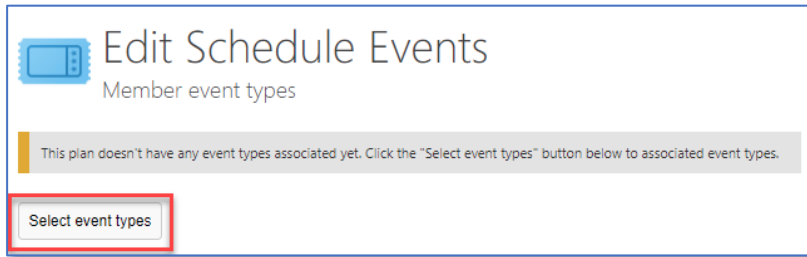 Edit Schedule Events
Member event types
This plan doesn't have any event types associated yet. Click the "Select event types" button below to associated event types.
Select event types